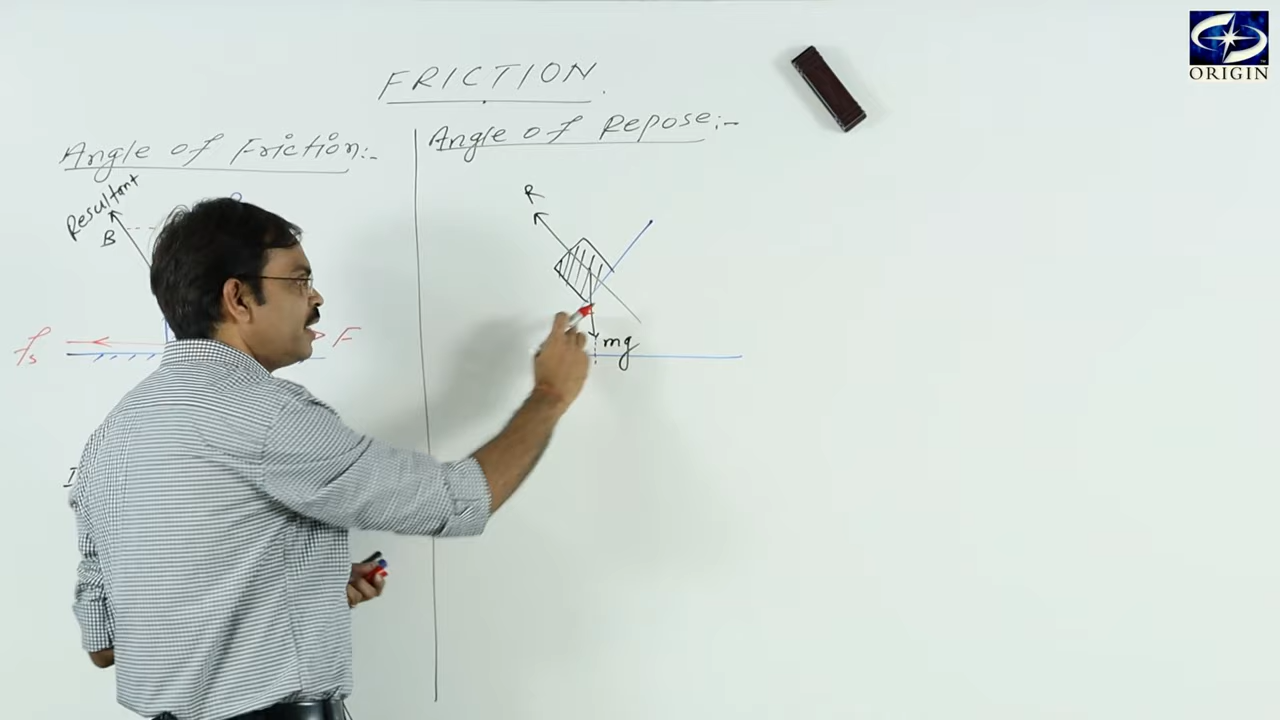 ORIGIN
FRICTION.
Angle of Friction:-
Angle of Repose:-
Resultant
B
R
fs
F
mg